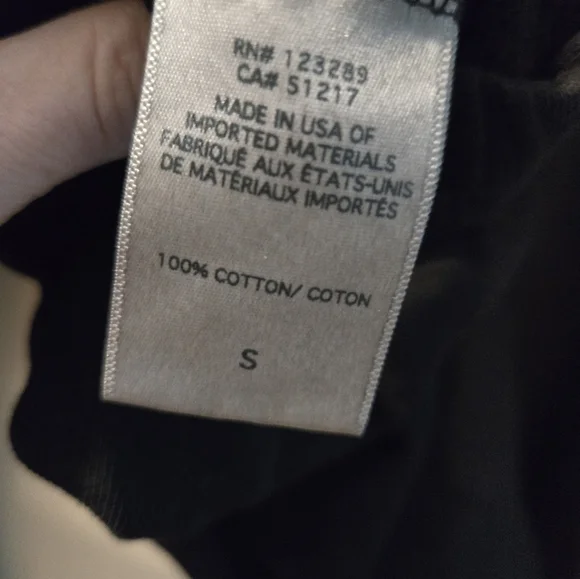 RN# 123289
CA# 51217
MADE IN USA OF
IMPORTED MATERIALS
FABRIQUÉ AUX ÉTATS-UNIS
DE MATÉRIAUX IMPORTÉS
100% COTTON/ COTON
S